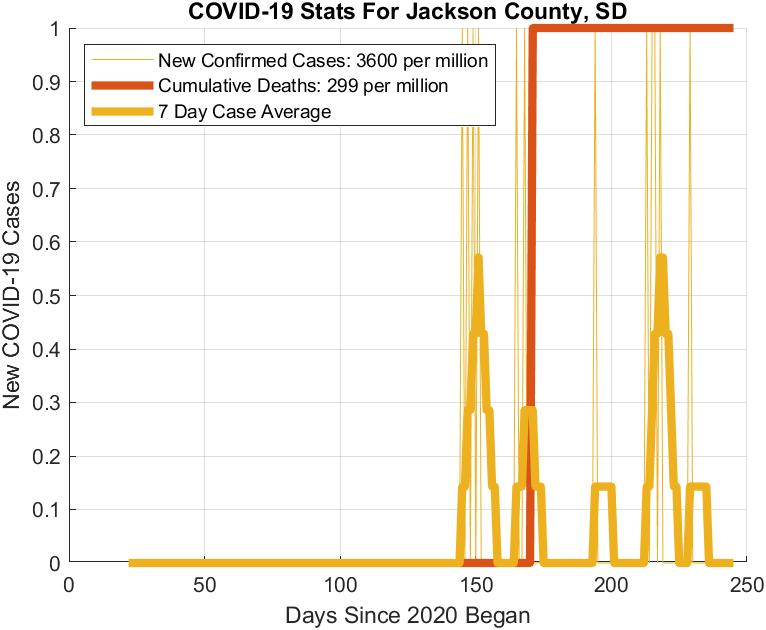 COVID-19 Stats For Jackson County, SD
New COVID-19 Cases
1
0.9
0.8
0.7
0.6
0.5
0.4
0.3
0.2
0.1
0
New Confirmed Cases: 3600 per million
Cumulative Deaths: 299 per million
7 Day Case Average
0 50 100 150 200 250
Days Since 2020 Began